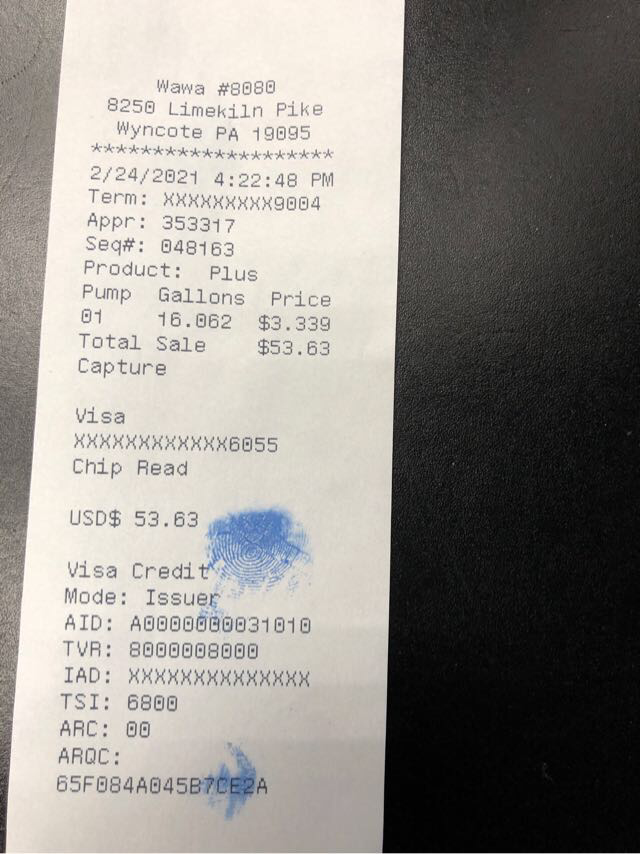 Wawa #8080
8250 Limekiln Pike
Wyncote PA 19095
********************
2/24/2021 4:22:48 PM
Term: XXXXXXXXX9004
Appr: 353317
Seq#: 048163
Product: Plus
Pump Gallons Price
01 16.062 $3.339
Total Sale $53.63
Capture
Visa
XXXXXXXXXXXX6055
Chip Read
USD$ 53.63
Visa Credit
Mode: Issuer
AID: A0000000031010
TVR: 8000008000
IAD: XXXXXXXXXXXXXX
TSI: 6800
ARC: 00
ARQC:
65F084A045B7CE2A